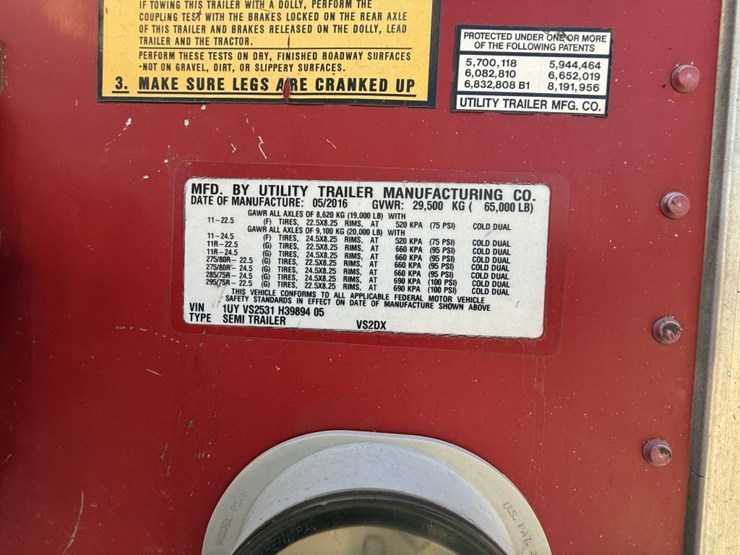 IF TOWING THIS TRAILER WITH A DOLLY, PERFORM THE
COUPLING TEST WITH THE BRAKES LOCKED ON THE REAR AXLE
OF THIS TRAILER AND BRAKES RELEASED ON THE DOLLY, LEAD
TRAILER AND THE TRACTOR.
PERFORM THESE TESTS ON DRY, FINISHED ROADWAY SURFACES
-NOT ON GRAVEL, DIRT, OR SLIPPERY SURFACES.
3. MAKE SURE LEGS ARE CRANKED UP
PROTECTED UNDER ONE OR MORE
OF THE FOLLOWING PATENTS
5,700,118 5,944,464
6,082,810 6,652,019
6,832,808 B1 8,191,956
UTILITY TRAILER MFG. CO.
MFD. BY UTILITY TRAILER MANUFACTURING CO.
DATE OF MANUFACTURE: 05/2016 GVWR: 29,500 KG ( 65,000 LB)
GAWR ALL AXLES OF 8,620 KG (19,000 LB) WITH
11-22.5 (F) TIRES, 22.5X8.25 RIMS, AT 520 KPA (75 PSI) COLD DUAL
GAWR ALL AXLES OF 9,100 KG (20,000 LB) WITH
11-24.5 (F) TIRES, 24.5X8.25 RIMS, AT 520 KPA (75 PSI) COLD DUAL
11R-22.5 (G) TIRES, 22.5X8.25 RIMS, AT 660 KPA (95 PSI) COLD DUAL
11R-24.5 (G) TIRES, 24.5X8.25 RIMS, AT 660 KPA (95 PSI) COLD DUAL
275/80R-22.5 (G) TIRES, 22.5X8.25 RIMS, AT 660 KPA (95 PSI) COLD DUAL
275/80R-24.5 (G) TIRES, 24.5X8.25 RIMS, AT 660 KPA (95 PSI) COLD DUAL
285/75R-24.5 (G) TIRES, 24.5X8.25 RIMS, AT 690 KPA (100 PSI) COLD DUAL
295/75R-22.5 (G) TIRES, 22.5X8.25 RIMS, AT 690 KPA (100 PSI) COLD DUAL
THIS VEHICLE CONFORMS TO ALL APPLICABLE FEDERAL MOTOR VEHICLE
SAFETY STANDARDS IN EFFECT ON DATE OF MANUFACTURE SHOWN ABOVE
VIN 1UY VS2531 H39894 05
TYPE SEMI TRAILER VS2DX
U.S. PAT.